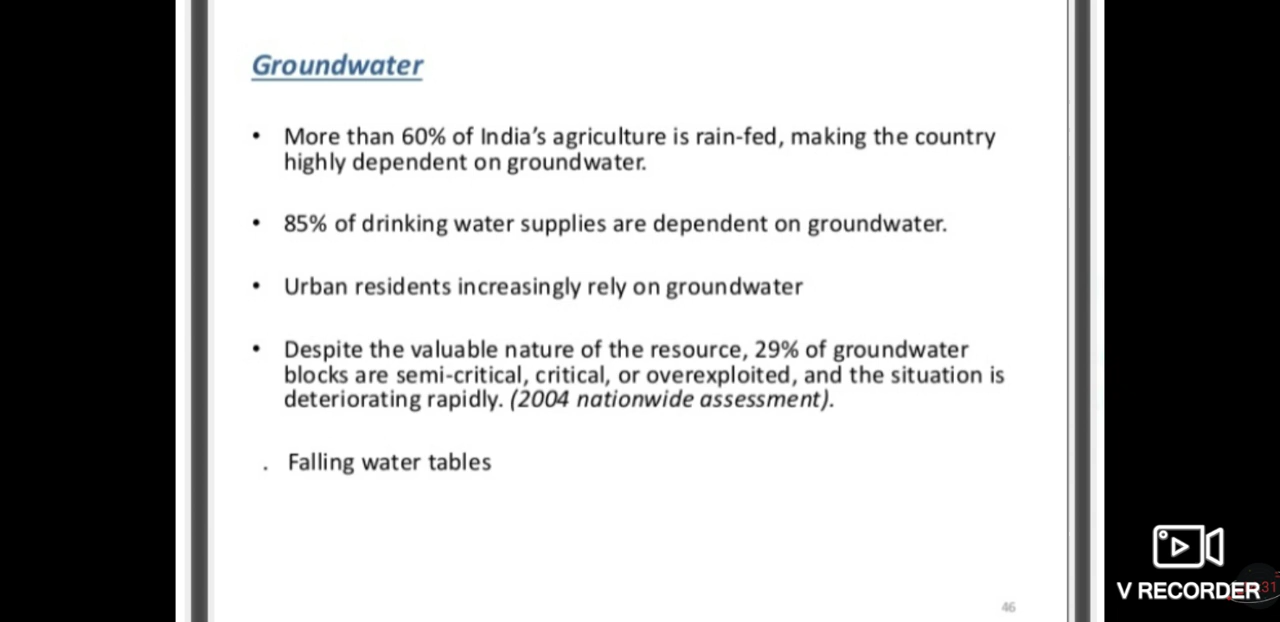 Groundwater
• More than 60% of India's agriculture is rain-fed, making the country
highly dependent on groundwater.
• 85% of drinking water supplies are dependent on groundwater.
• Urban residents increasingly rely on groundwater
• Despite the valuable nature of the resource, 29% of groundwater
blocks are semi-critical, critical, or overexploited, and the situation is
deteriorating rapidly. (2004 nationwide assessment).
. Falling water tables
46
V RECORDER